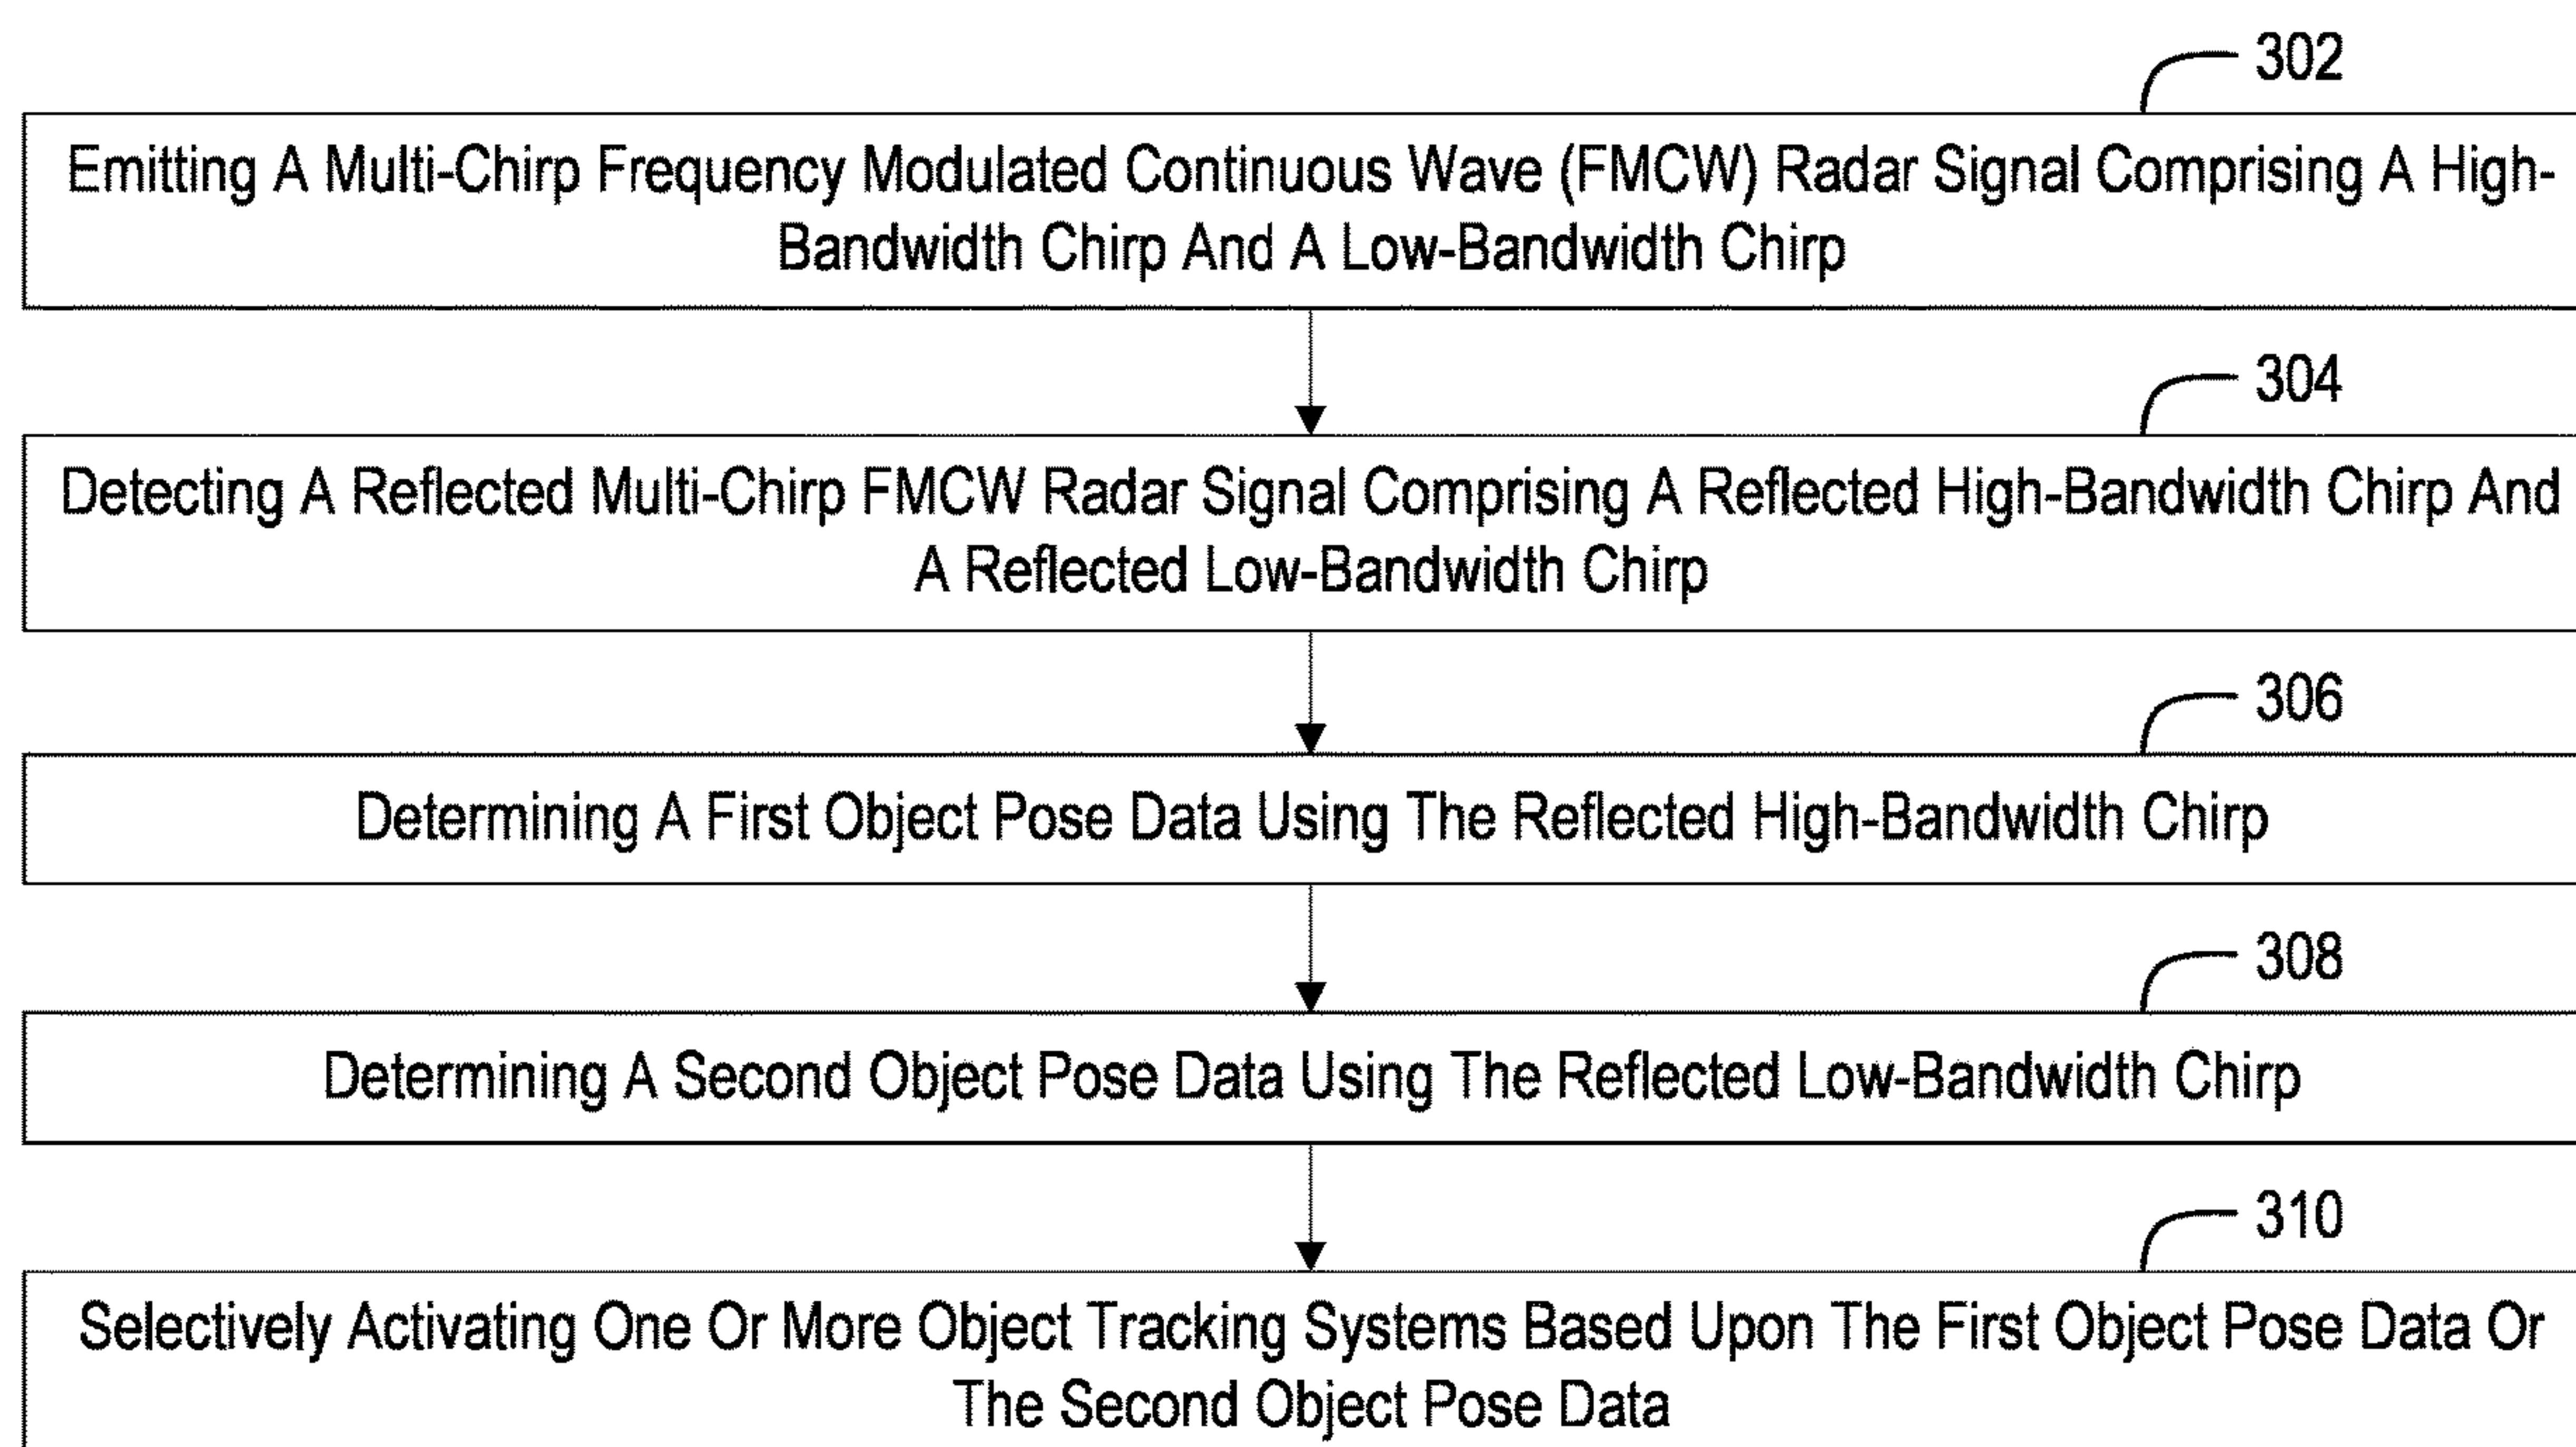 302
Emitting A Multi-Chirp Frequency Modulated Continuous Wave (FMCW) Radar Signal Comprising A High-
Bandwidth Chirp And A Low-Bandwidth Chirp
304
Detecting A Reflected Multi-Chirp FMCW Radar Signal Comprising A Reflected High-Bandwidth Chirp And
A Reflected Low-Bandwidth Chirp
306
Determining A First Object Pose Data Using The Reflected High-Bandwidth Chirp
308
Determining A Second Object Pose Data Using The Reflected Low-Bandwidth Chirp
310
Selectively Activating One Or More Object Tracking Systems Based Upon The First Object Pose Data Or
The Second Object Pose Data